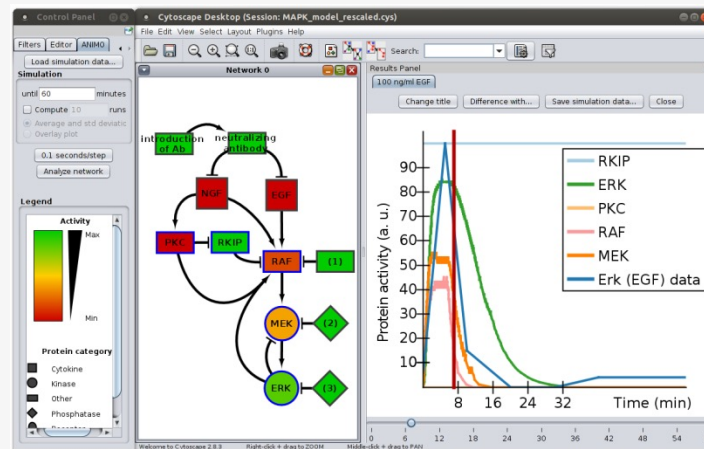 Control Panel
Cytoscape Desktop (Session: MAPK_model_rescaled.cys)
File Edit View Select Layout Plugins Help
Search:
Filters
Editor
ANIMO
Load simulation data...
Simulation
until 60 minutes
Compute 10 runs
Average and std deviatic
Overlay plot
0.1 seconds/step
Analyze network
Legend
Activity
Max
Min
Protein category
Cytokine
Kinase
Other
Phosphatase
Receptor
Network 0
introduction of Ab
neutralizing antibody
NGF
EGF
PKC
RKIP
RAF
(1)
MEK
(2)
ERK
(3)
Welcome to Cytoscape 2.8.3 Right-click + drag to ZOOM Middle-click + drag to PAN
Results Panel
100 ng/ml EGF
Change title
Difference with...
Save simulation data...
Close
Protein activity (a. u.)
90
80
70
60
50
40
30
20
10
RKIP
ERK
PKC
RAF
MEK
Erk (EGF) data
8 16 24 32 Time (min)
0 6 12 18 24 30 36 42 48 54